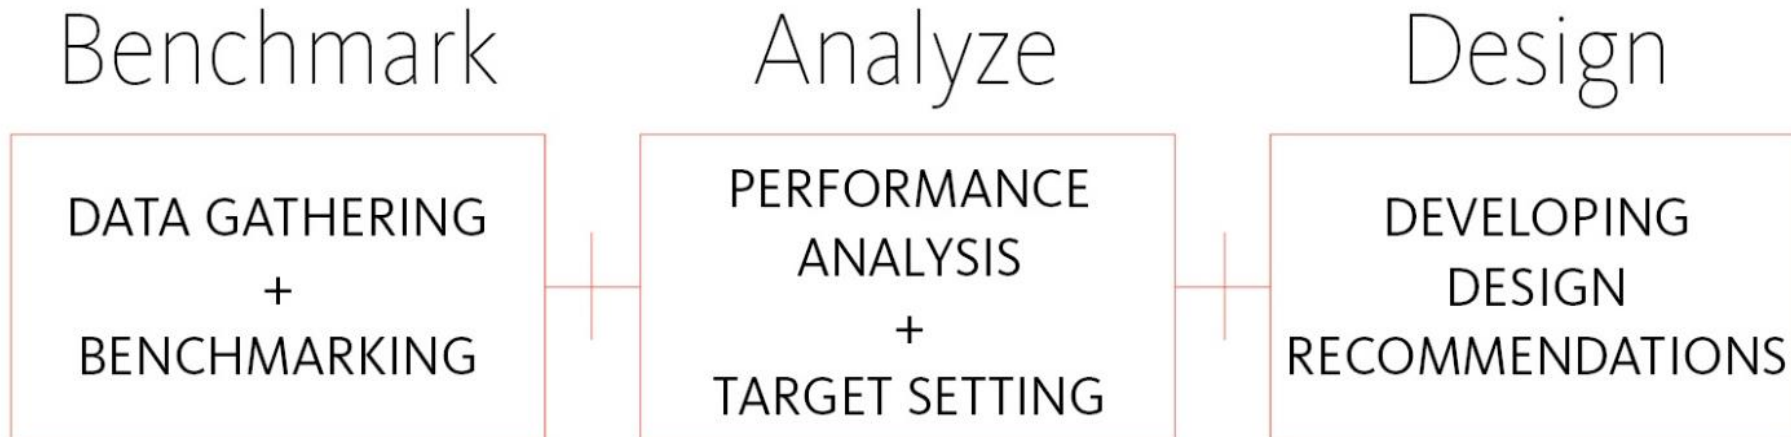 Benchmark
DATA GATHERING
+
BENCHMARKING
Analyze
PERFORMANCE
ANALYSIS
+
TARGET SETTING
Design
DEVELOPING
DESIGN
RECOMMENDATIONS